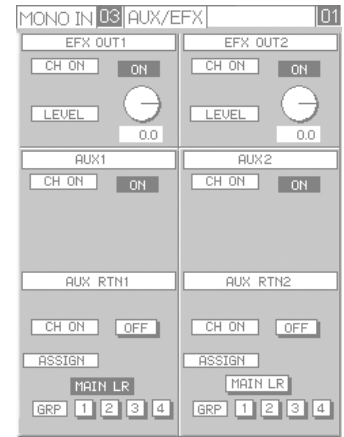 MONO IN 03 AUX/EFX 01
EFX OUT1 EFX OUT2
CH ON ON CH ON ON
LEVEL LEVEL
0.0 0.0
AUX1 AUX2
CH ON ON CH ON ON
AUX RTN1 AUX RTN2
CH ON OFF CH ON OFF
ASSIGN ASSIGN
MAIN LR MAIN LR
GRP 1 2 3 4 GRP 1 2 3 4